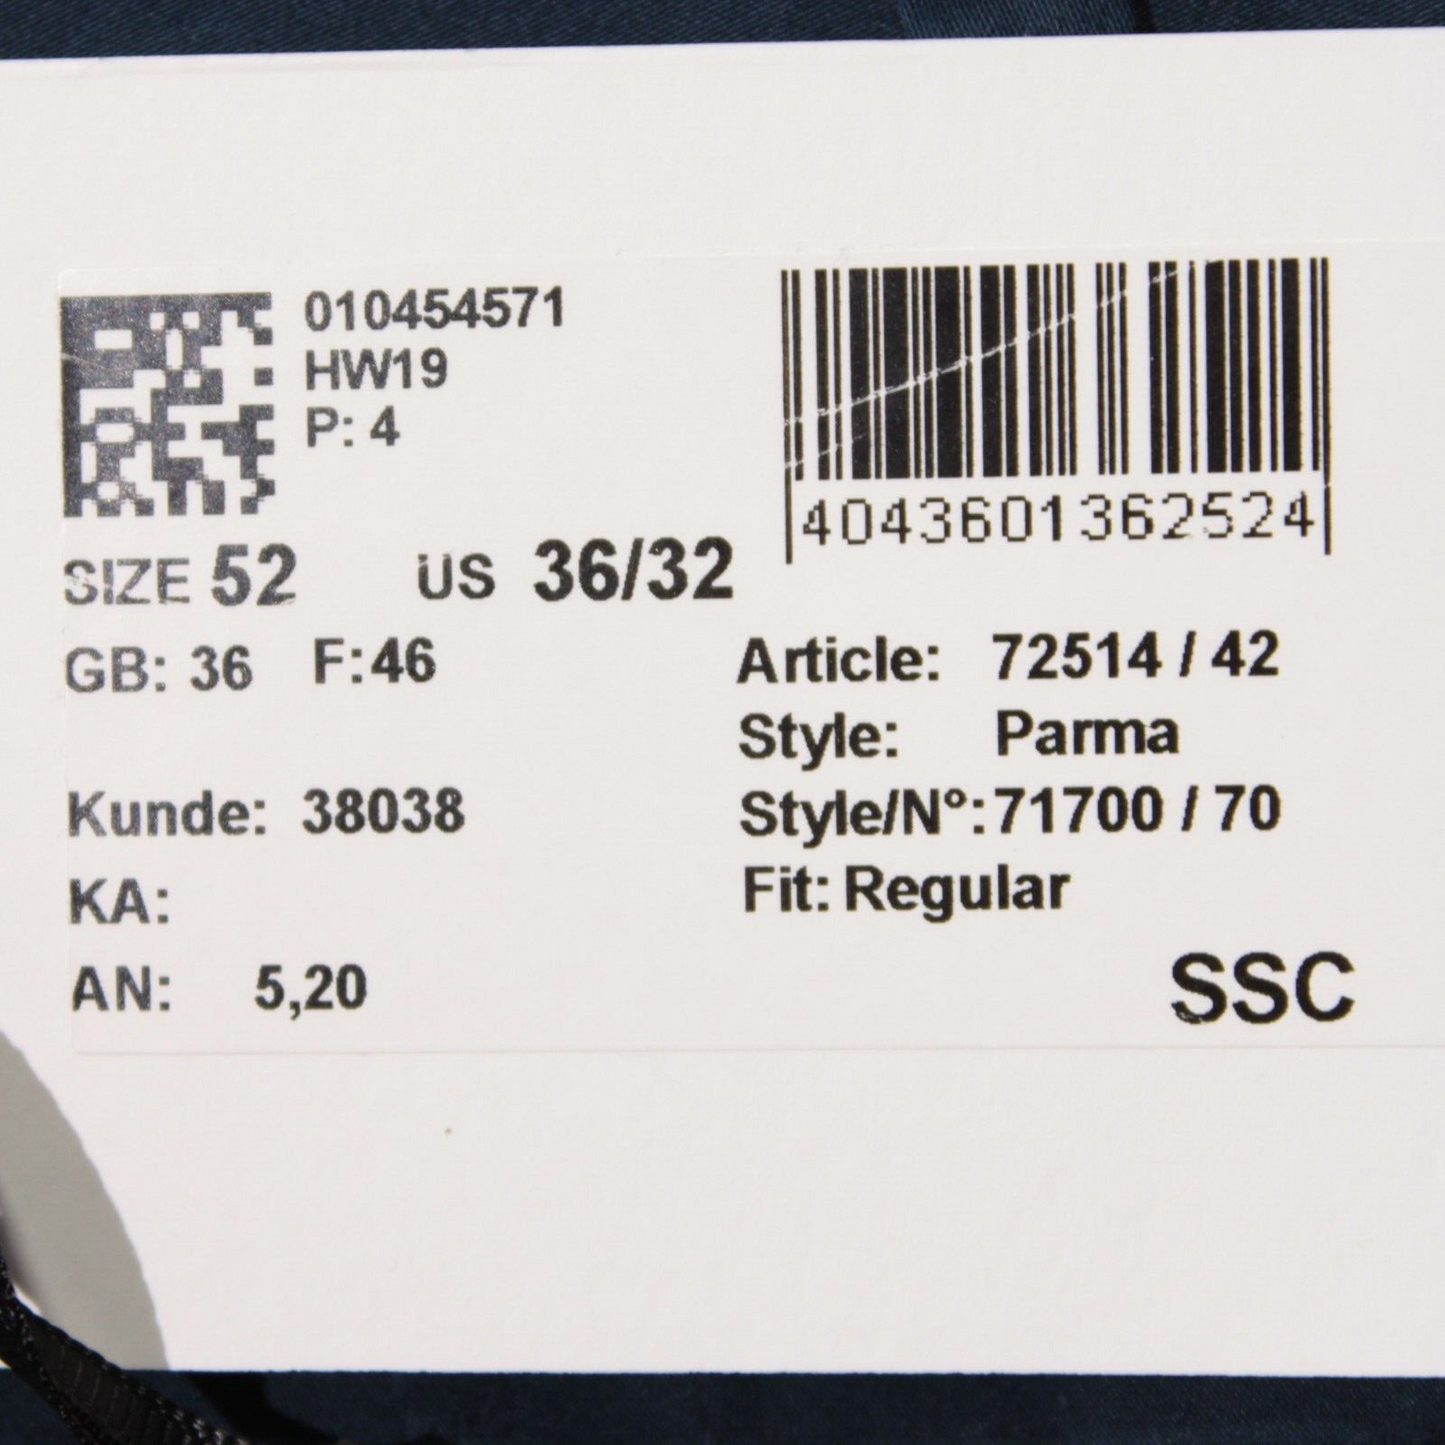 010454571
HW19
P: 4
4043601362524
SIZE 52 US 36/32
GB: 36 F:46
Article: 72514 / 42
Style: Parma
Kunde: 38038
Style/N°:71700 / 70
KA:
Fit: Regular
AN: 5,20
SSC